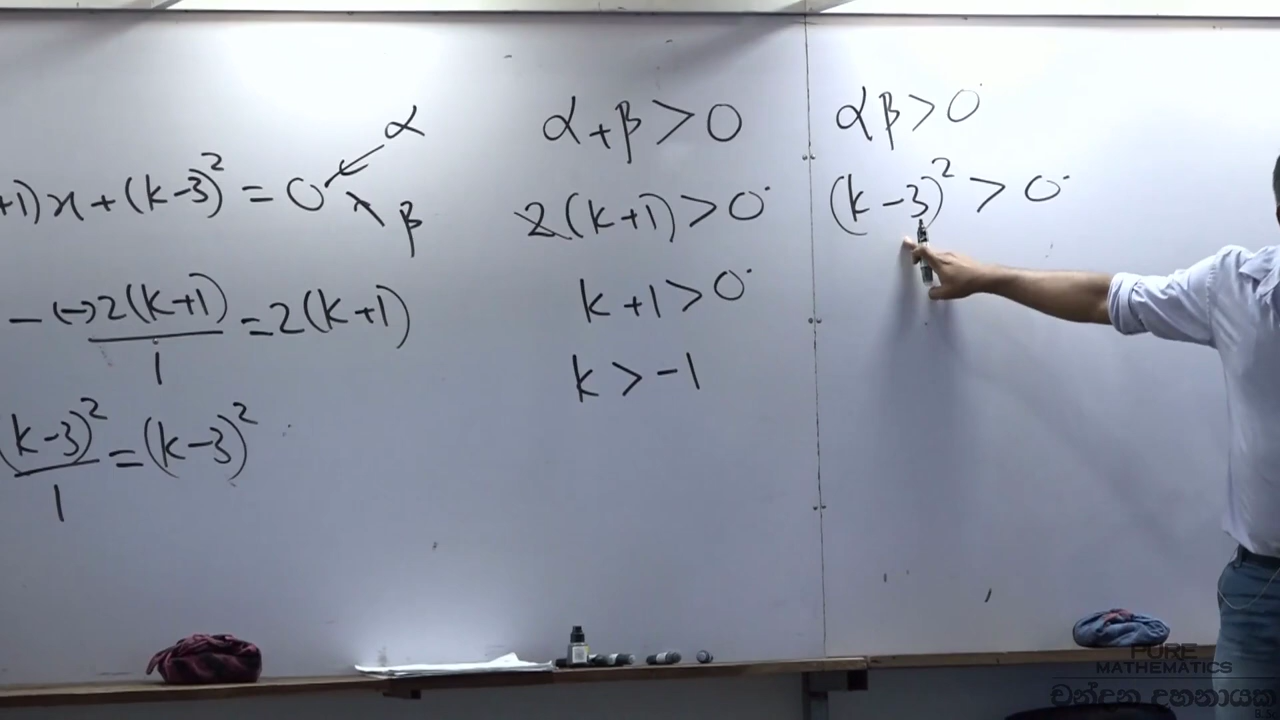 +1)x+(k-3)² = 0
α
β
- (-)2(k+1)/1 = 2(k+1)
(k-3)²/1 = (k-3)²
α+β>0
2(k+1)>0
k+1>0
k>-1
αβ>0
(k-3)² > 0
PURE
MATHEMATICS
චන්දන දහනායක